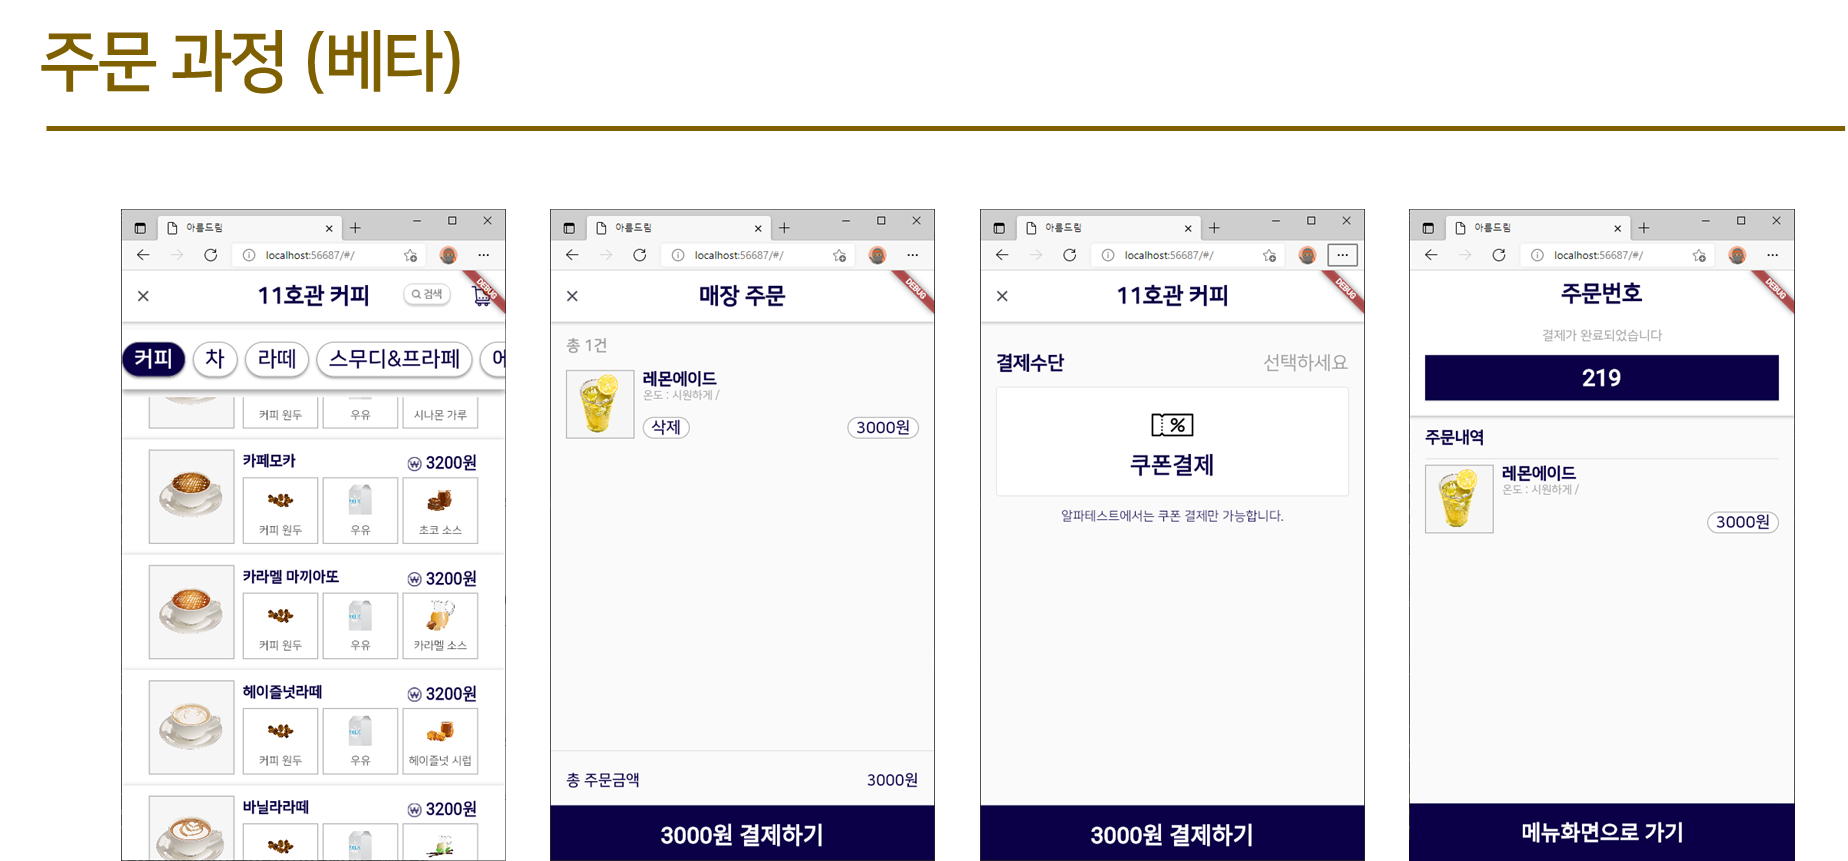 주문 과정 (베타)
아름드림
localhost:56687/#/
DEBUG
11호관 커피
검색
커피
차
라떼
스무디&프라페
에
커피 원두
우유
시나몬 가루
카페모카
3200원
커피 원두
우유
초코 소스
카라멜 마끼아또
3200원
커피 원두
우유
카라멜 소스
헤이즐넛라떼
3200원
커피 원두
우유
헤이즐넛 시럽
바닐라라떼
3200원
아름드림
localhost:56687/#/
DEBUG
매장 주문
총 1건
레몬에이드
온도 : 시원하게 /
삭제
3000원
총 주문금액
3000원
3000원 결제하기
아름드림
localhost:56687/#/
DEBUG
11호관 커피
결제수단
선택하세요
%
쿠폰결제
알파테스트에서는 쿠폰 결제만 가능합니다.
3000원 결제하기
아름드림
localhost:56687/#/
DEBUG
주문번호
결제가 완료되었습니다
219
주문내역
레몬에이드
온도 : 시원하게 /
3000원
메뉴화면으로 가기